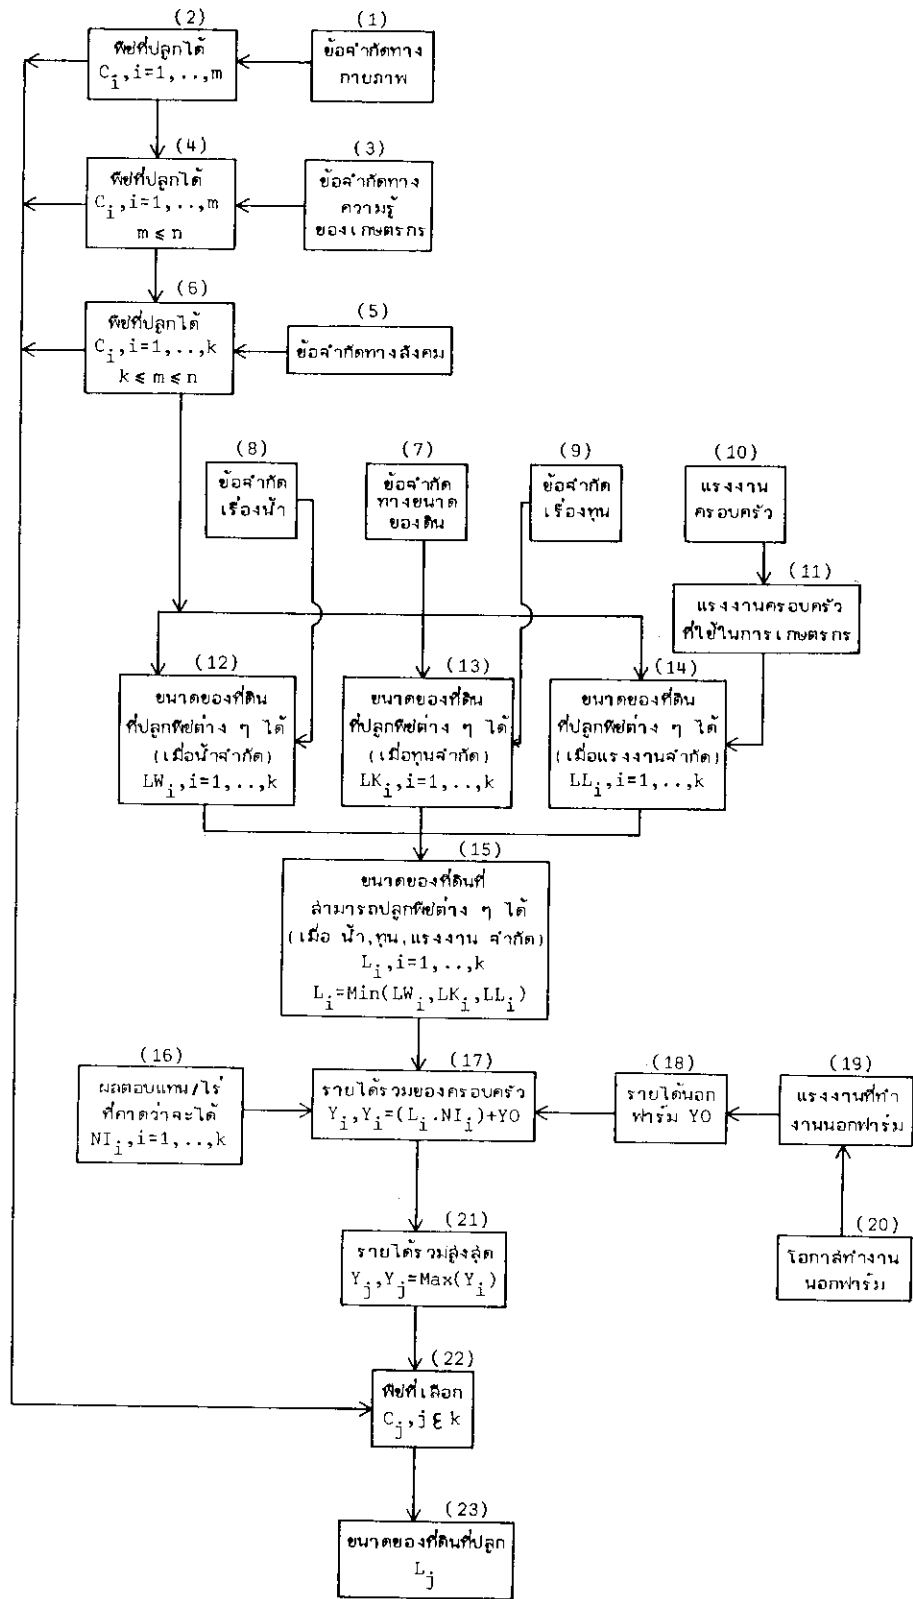 (2)
พืชที่ปลูกได้
C_i,i=1,..,m
(1)
ข้อจำกัดทาง
กายภาพ
(4)
พืชที่ปลูกได้
C_i,i=1,..,m
m ≤ n
(3)
ข้อจำกัดทาง
ความรู้
ของเกษตรกร
(6)
พืชที่ปลูกได้
C_i,i=1,..,k
k ≤ m ≤ n
(5)
ข้อจำกัดทางสังคม
(8)
ข้อจำกัด
เรื่องน้ำ
(7)
ข้อจำกัด
ทางขนาด
ของดิน
(9)
ข้อจำกัด
เรื่องทุน
(10)
แรงงาน
ครอบครัว
(11)
แรงงานครอบครัว
ที่ใช้ในการเกษตรกร
(12)
ขนาดของที่ดิน
ที่ปลูกพืชต่าง ๆ ได้
(เมื่อน้ำจำกัด)
LW_i,i=1,..,k
(13)
ขนาดของที่ดิน
ที่ปลูกพืชต่าง ๆ ได้
(เมื่อทุนจำกัด)
LK_i,i=1,..,k
(14)
ขนาดของที่ดิน
ที่ปลูกพืชต่าง ๆ ได้
(เมื่อแรงงานจำกัด)
LL_i,i=1,..,k
(15)
ขนาดของที่ดินที่
สามารถปลูกพืชต่าง ๆ ได้
(เมื่อ น้ำ,ทุน,แรงงาน จำกัด)
L_i,i=1,..,k
L_i=Min(LW_i,LK_i,LL_i)
(16)
ผลตอบแทน/ไร่
ที่คาดว่าจะได้
NI_i,i=1,..,k
(17)
รายได้รวมของครอบครัว
Y_i,Y_i=(L_i.NI_i)+YO
(18)
รายได้นอก
ฟาร์ม YO
(19)
แรงงานที่ทำ
งานนอกฟาร์ม
(20)
โอกาสทำงาน
นอกฟาร์ม
(21)
รายได้รวมสูงสุด
Y_j,Y_j=Max(Y_i)
(22)
พืชที่เลือก
C_j,j ε k
(23)
ขนาดของที่ดินที่ปลูก
L_j